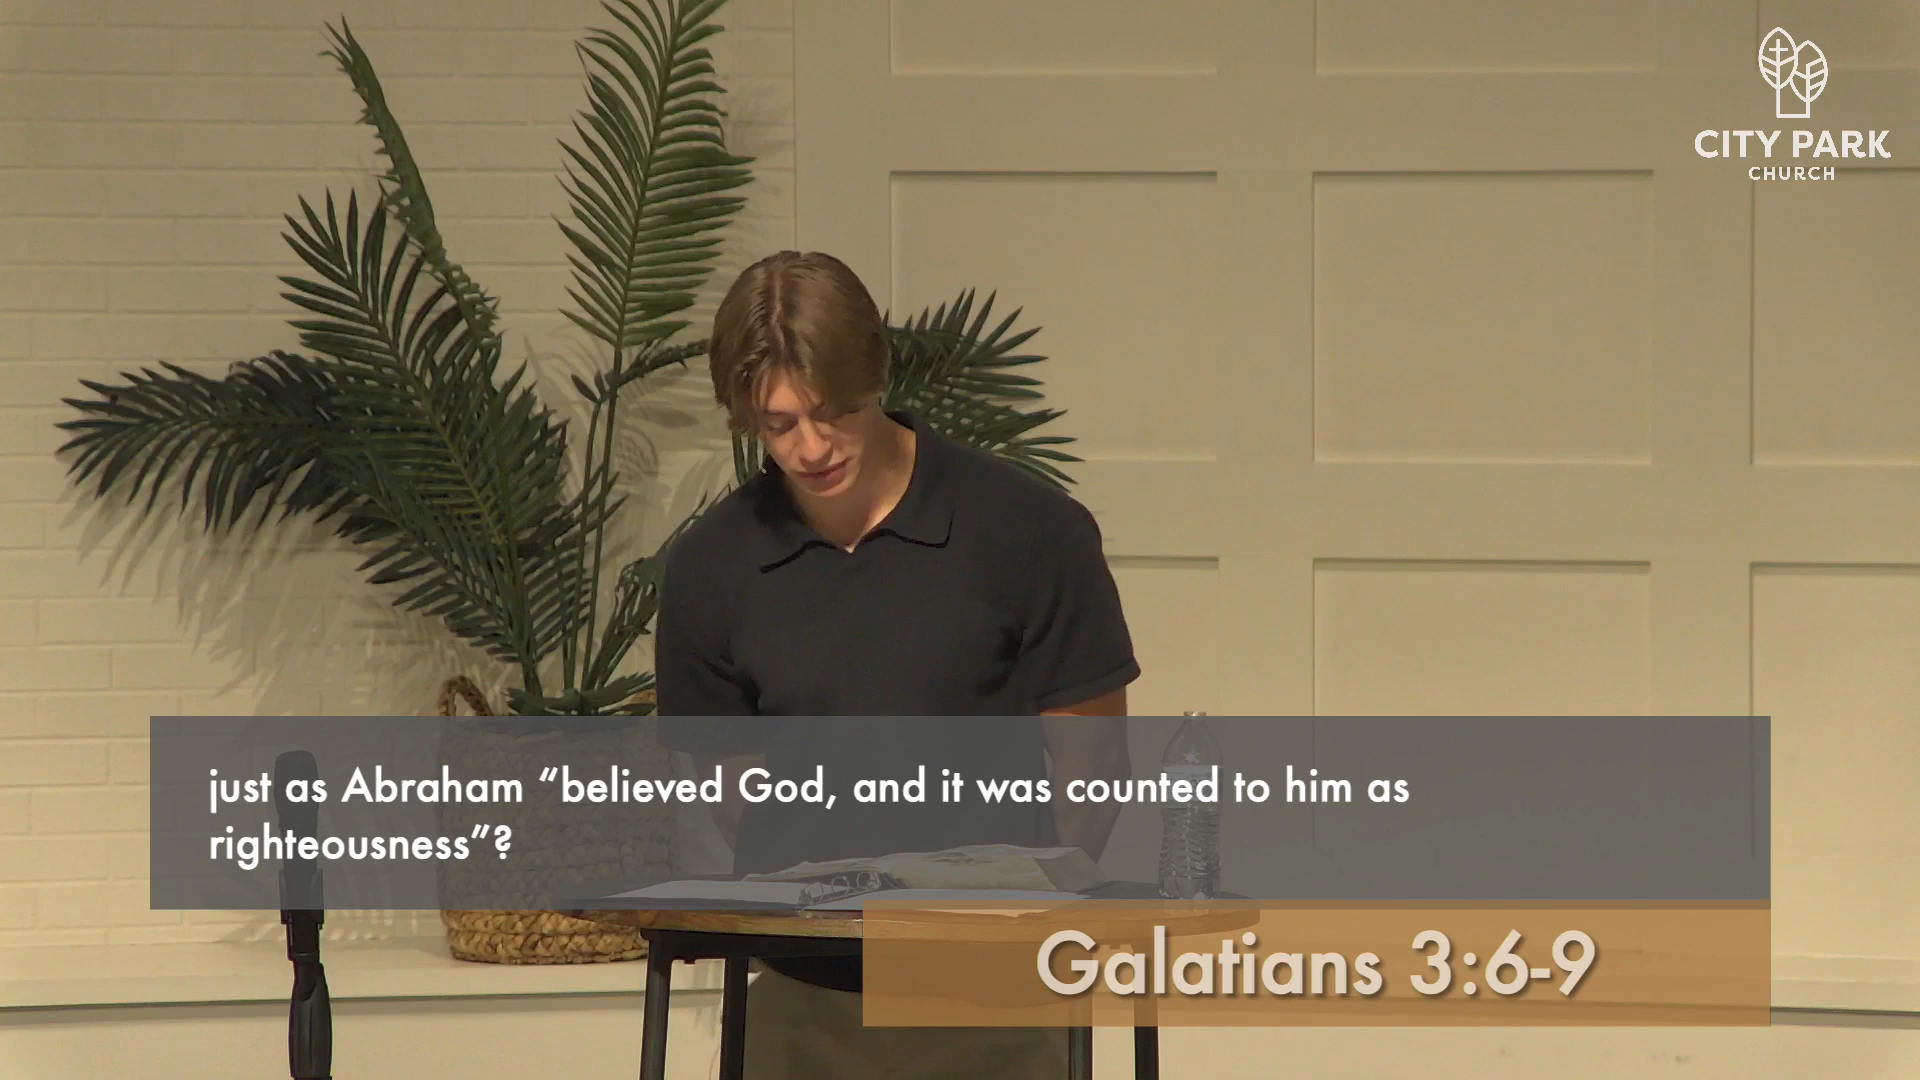 CITY PARK
CHURCH
just as Abraham “believed God, and it was counted to him as
righteousness”?
Galatians 3:6-9